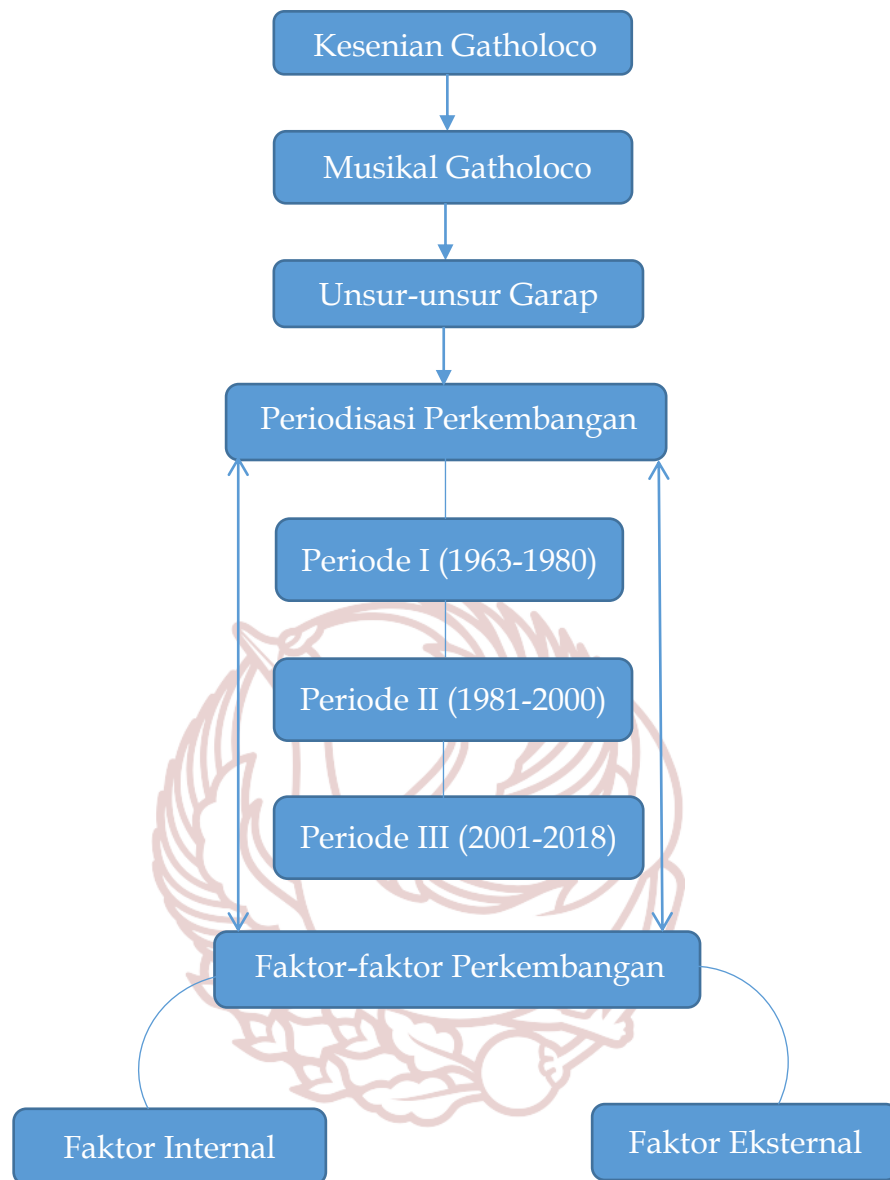 Kesenian Gatholoco
Musikal Gatholoco
Unsur-unsur Garap
Periodisasi Perkembangan
Periode I (1963-1980)
Periode II (1981-2000)
Periode III (2001-2018)
Faktor-faktor Perkembangan
Faktor Internal
Faktor Eksternal